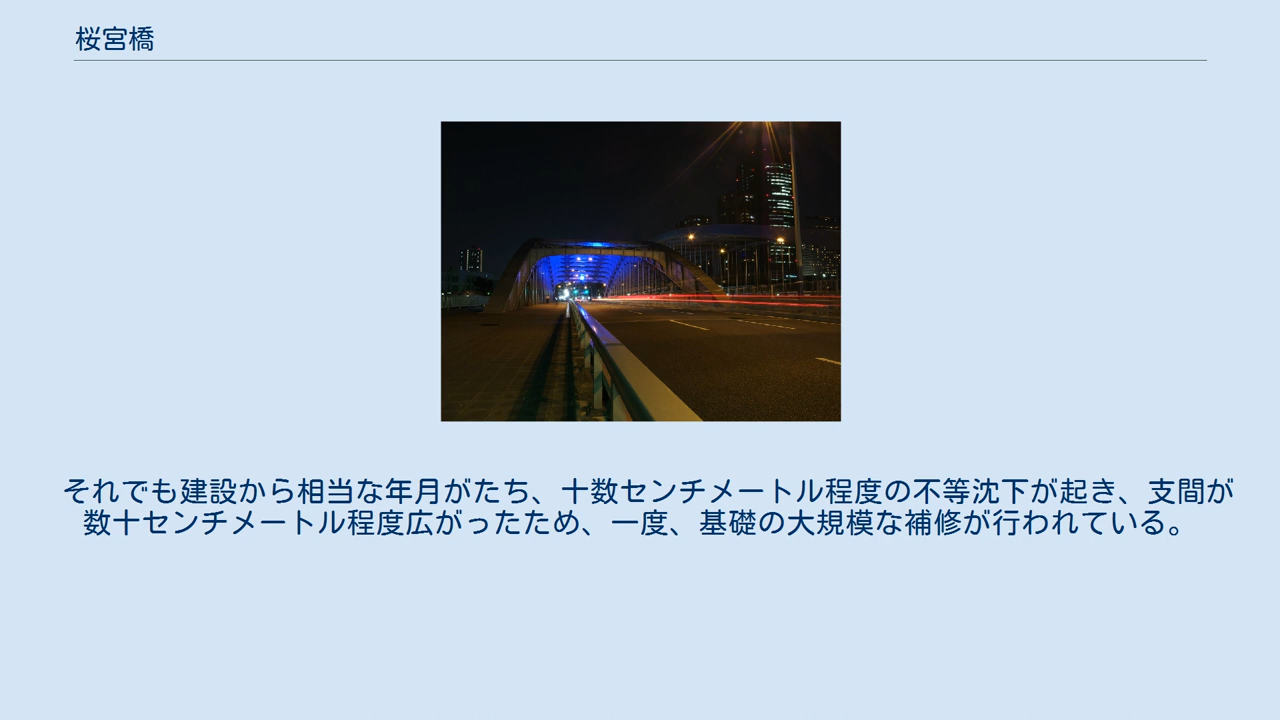 桜宮橋
それでも建設から相当な年月がたち、十数センチメートル程度の不等沈下が起き、支間が
数十センチメートル程度広がったため、一度、基礎の大規模な補修が行われている。